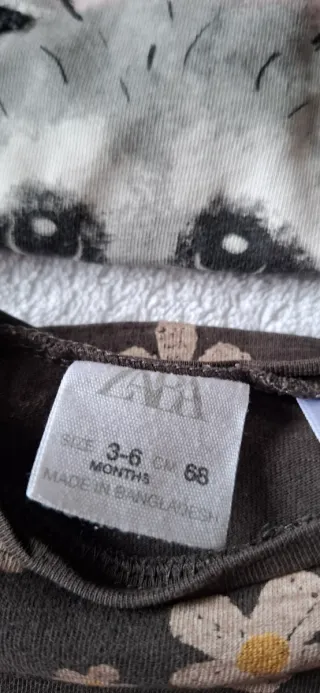 ZARA
SIZE 3-6 CM 68
MONTHS
MADE IN BANGLADESH